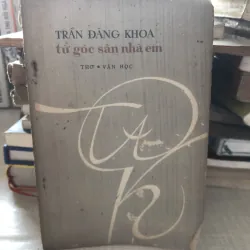 TRẦN ĐĂNG KHOA
từ góc sân nhà em
THƠ • VĂN HỌC